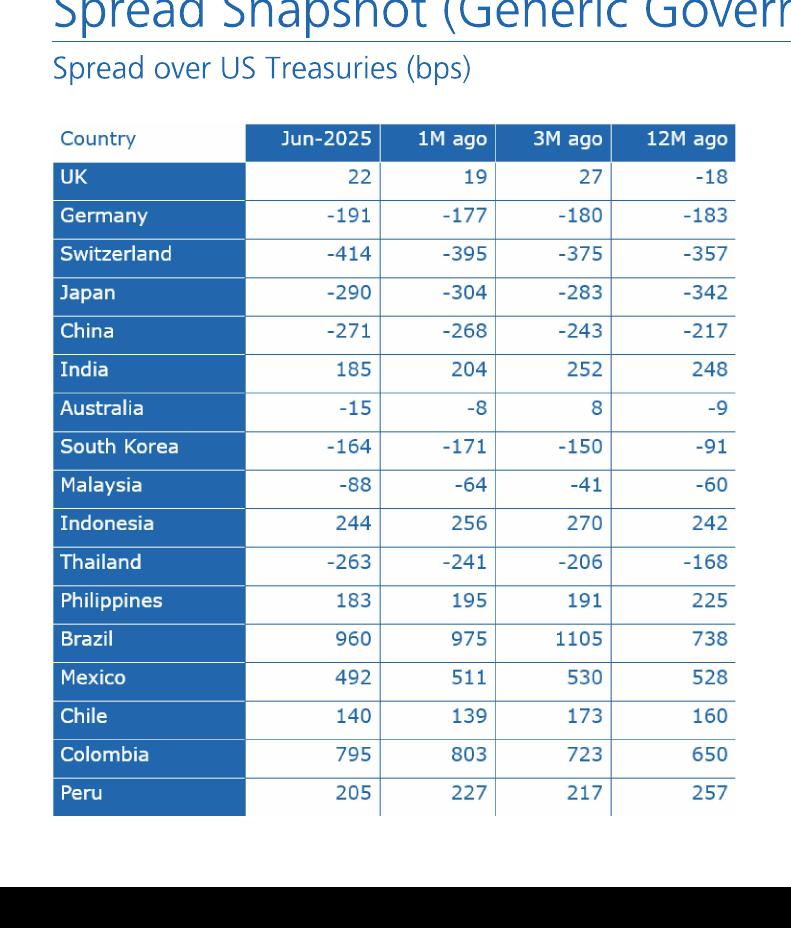 Spread Snapshot (Generic Govern
Spread over US Treasuries (bps)
Country Jun-2025 1M ago 3M ago 12M ago
UK 22 19 27 -18
Germany -191 -177 -180 -183
Switzerland -414 -395 -375 -357
Japan -290 -304 -283 -342
China -271 -268 -243 -217
India 185 204 252 248
Australia -15 -8 8 -9
South Korea -164 -171 -150 -91
Malaysia -88 -64 -41 -60
Indonesia 244 256 270 242
Thailand -263 -241 -206 -168
Philippines 183 195 191 225
Brazil 960 975 1105 738
Mexico 492 511 530 528
Chile 140 139 173 160
Colombia 795 803 723 650
Peru 205 227 217 257